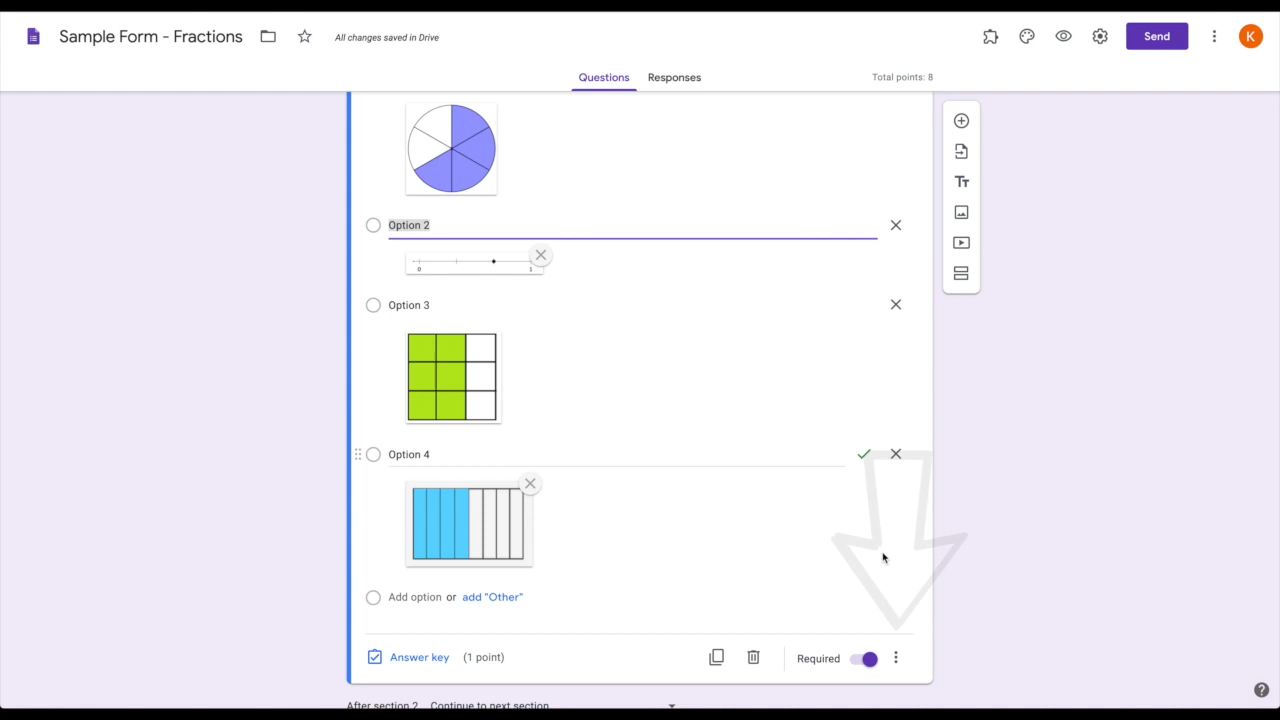 Sample Form - Fractions
All changes saved in Drive
Send
K
Questions
Responses
Total points: 8
Option 2
0
1
Option 3
Option 4
Add option or add "Other"
Answer key
(1 point)
Required
After section 2 Continue to next section